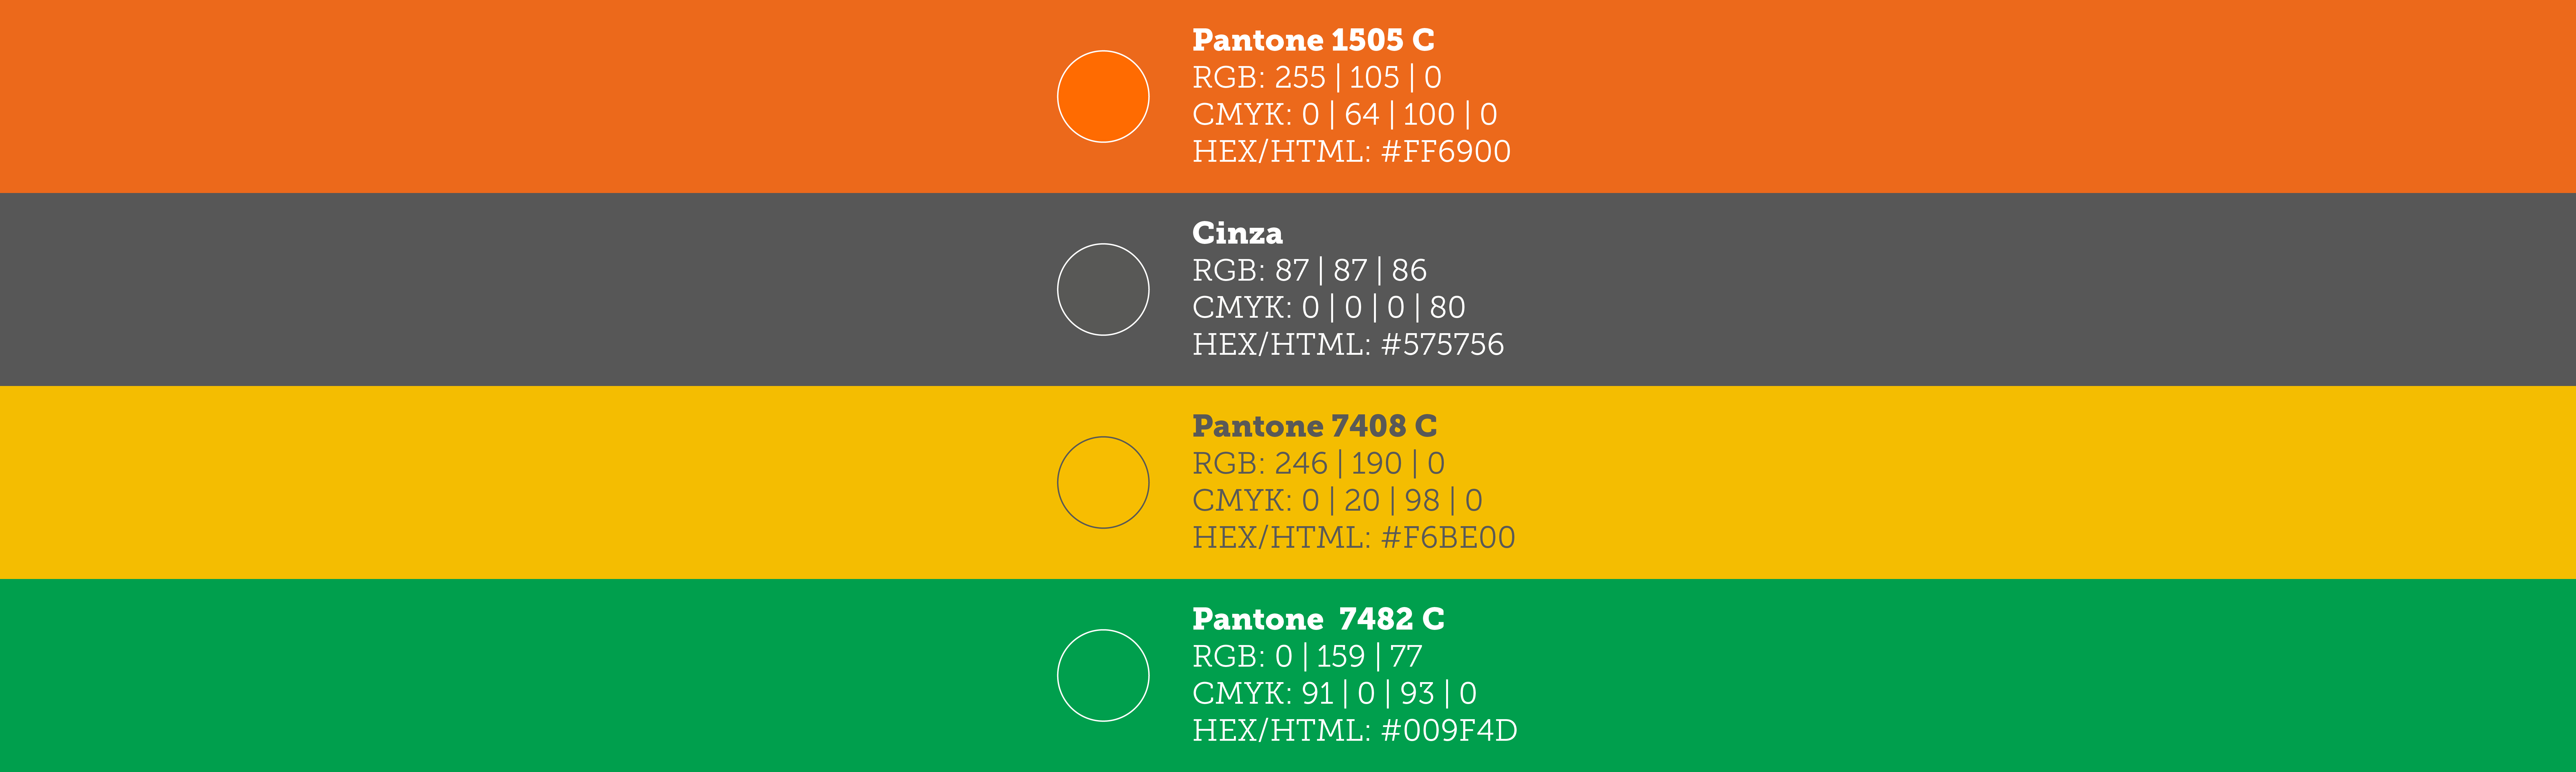 Pantone 1505 C
RGB: 255 | 105 | 0
CMYK: 0 | 64 | 100 | 0
HEX/HTML: #FF6900
Cinza
RGB: 87 | 87 | 86
CMYK: 0 | 0 | 0 | 80
HEX/HTML: #575756
Pantone 7408 C
RGB: 246 | 190 | 0
CMYK: 0 | 20 | 98 | 0
HEX/HTML: #F6BE00
Pantone  7482 C
RGB: 0 | 159 | 77
CMYK: 91 | 0 | 93 | 0
HEX/HTML: #009F4D